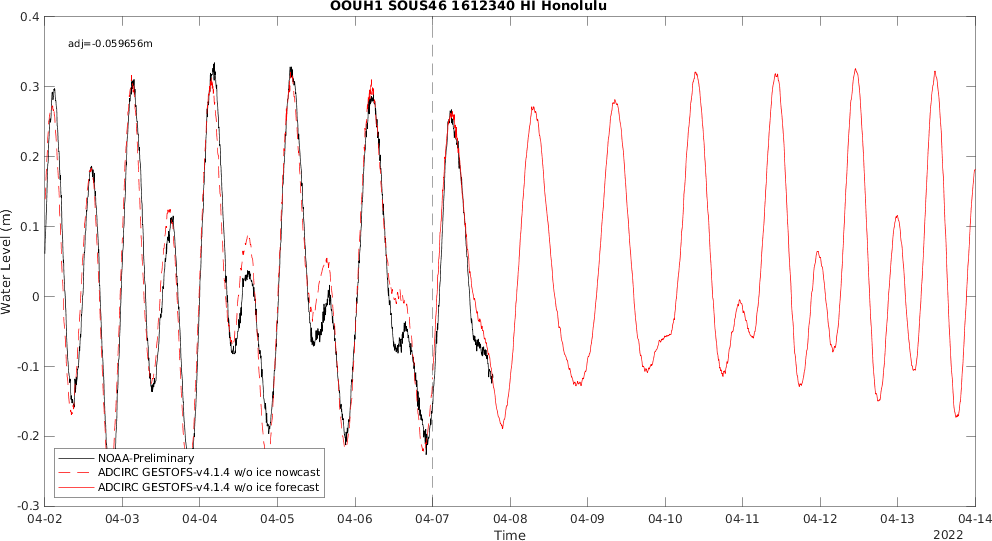 OOUH1 SOUS46 1612340 HI Honolulu
adj=-0.059656m
0.4
0.3
0.2
0.1
0
-0.1
-0.2
-0.3
Water Level (m)
NOAA-Preliminary
ADCIRC GESTOFS-v4.1.4 w/o ice nowcast
ADCIRC GESTOFS-v4.1.4 w/o ice forecast
04-02 04-03 04-04 04-05 04-06 04-07 04-08 04-09 04-10 04-11 04-12 04-13 04-14
Time
2022